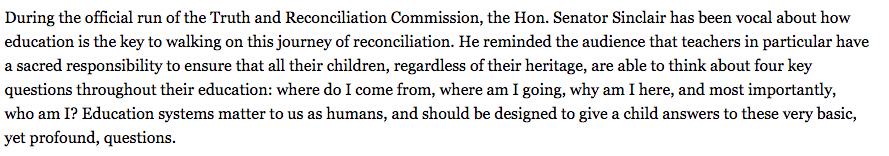 During the official run of the Truth and Reconciliation Commission, the Hon. Senator Sinclair has been vocal about how
education is the key to walking on this journey of reconciliation. He reminded the audience that teachers in particular have
a sacred responsibility to ensure that all their children, regardless of their heritage, are able to think about four key
questions throughout their education: where do I come from, where am I going, why am I here, and most importantly,
who am I? Education systems matter to us as humans, and should be designed to give a child answers to these very basic,
yet profound, questions.